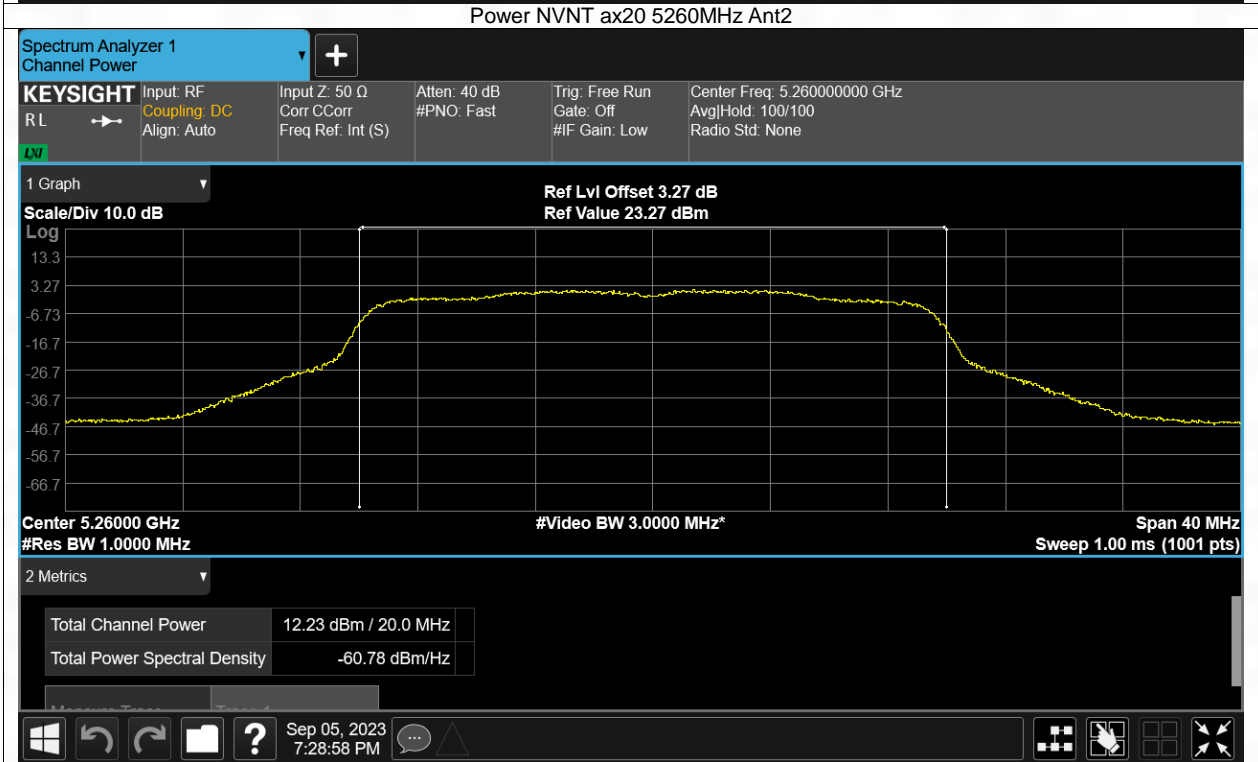 Power NVNT ax20 5260MHz Ant2
Spectrum Analyzer 1
Channel Power
KEYSIGHT
RL
LXI
Input: RF
Coupling: DC
Align: Auto
Input Z: 50 Ω
Corr CCorr
Freq Ref: Int (S)
Atten: 40 dB
#PNO: Fast
Trig: Free Run
Gate: Off
#IF Gain: Low
Center Freq: 5.260000000 GHz
Avg|Hold: 100/100
Radio Std: None
1 Graph
Scale/Div 10.0 dB
Ref Lvl Offset 3.27 dB
Ref Value 23.27 dBm
Log
13.3
3.27
-6.73
-16.7
-26.7
-36.7
-46.7
-56.7
-66.7
Center 5.26000 GHz
#Video BW 3.0000 MHz*
Span 40 MHz
#Res BW 1.0000 MHz
Sweep 1.00 ms (1001 pts)
2 Metrics
Total Channel Power 12.23 dBm / 20.0 MHz
Total Power Spectral Density -60.78 dBm/Hz
Sep 05, 2023
7:28:58 PM